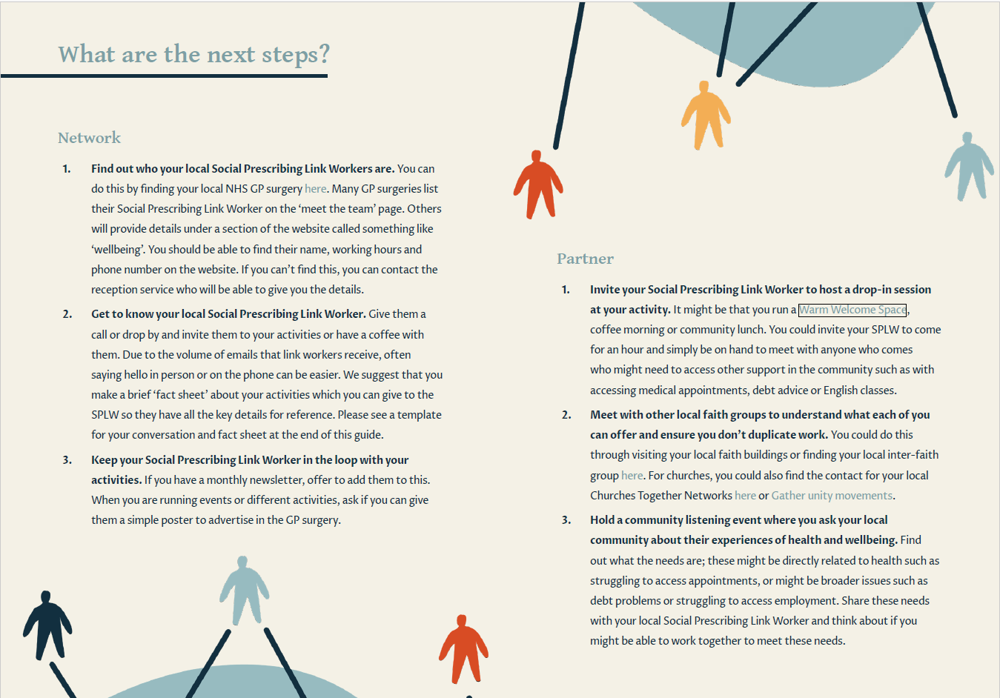 What are the next steps?
Network
1. Find out who your local Social Prescribing Link Workers are. You can
do this by finding your local NHS GP surgery here. Many GP surgeries list
their Social Prescribing Link Worker on the ‘meet the team’ page. Others
will provide details under a section of the website called something like
‘wellbeing’. You should be able to find their name, working hours and
phone number on the website. If you can’t find this, you can contact the
reception service who will be able to give you the details.
2. Get to know your local Social Prescribing Link Worker. Give them a
call or drop by and invite them to your activities or have a coffee with
them. Due to the volume of emails that link workers receive, often
saying hello in person or on the phone can be easier. We suggest that you
make a brief ‘fact sheet’ about your activities which you can give to the
SPLW so they have all the key details for reference. Please see a template
for your conversation and fact sheet at the end of this guide.
3. Keep your Social Prescribing Link Worker in the loop with your
activities. If you have a monthly newsletter, offer to add them to this.
When you are running events or different activities, ask if you can give
them a simple poster to advertise in the GP surgery.
Partner
1. Invite your Social Prescribing Link Worker to host a drop-in session
at your activity. It might be that you run a Warm Welcome Space,
coffee morning or community lunch. You could invite your SPLW to come
for an hour and simply be on hand to meet with anyone who comes
who might need to access other support in the community such as with
accessing medical appointments, debt advice or English classes.
2. Meet with other local faith groups to understand what each of you
can offer and ensure you don’t duplicate work. You could do this
through visiting your local faith buildings or finding your local inter-faith
group here. For churches, you could also find the contact for your local
Churches Together Networks here or Gather unity movements.
3. Hold a community listening event where you ask your local
community about their experiences of health and wellbeing. Find
out what the needs are; these might be directly related to health such as
struggling to access appointments, or might be broader issues such as
debt problems or struggling to access employment. Share these needs
with your local Social Prescribing Link Worker and think about if you
might be able to work together to meet these needs.